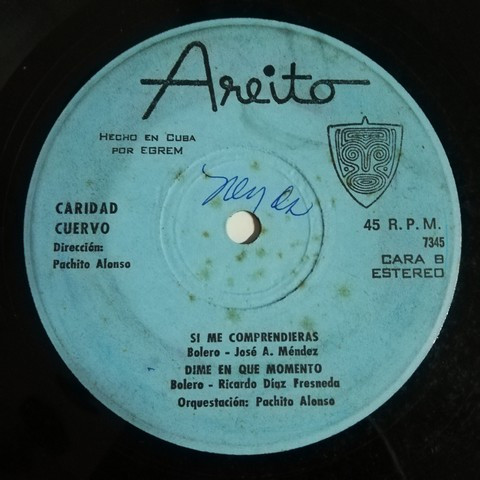 Areito
HECHO EN CUBA
POR EGREM
CARIDAD
CUERVO
Dirección:
Pachito Alonso
45 R. P. M.
7345
CARA B
ESTEREO
SI ME COMPRENDIERAS
Bolero - José A. Méndez
DIME EN QUE MOMENTO
Bolero - Ricardo Díaz Fresneda
Orquestación: Pachito Alonso